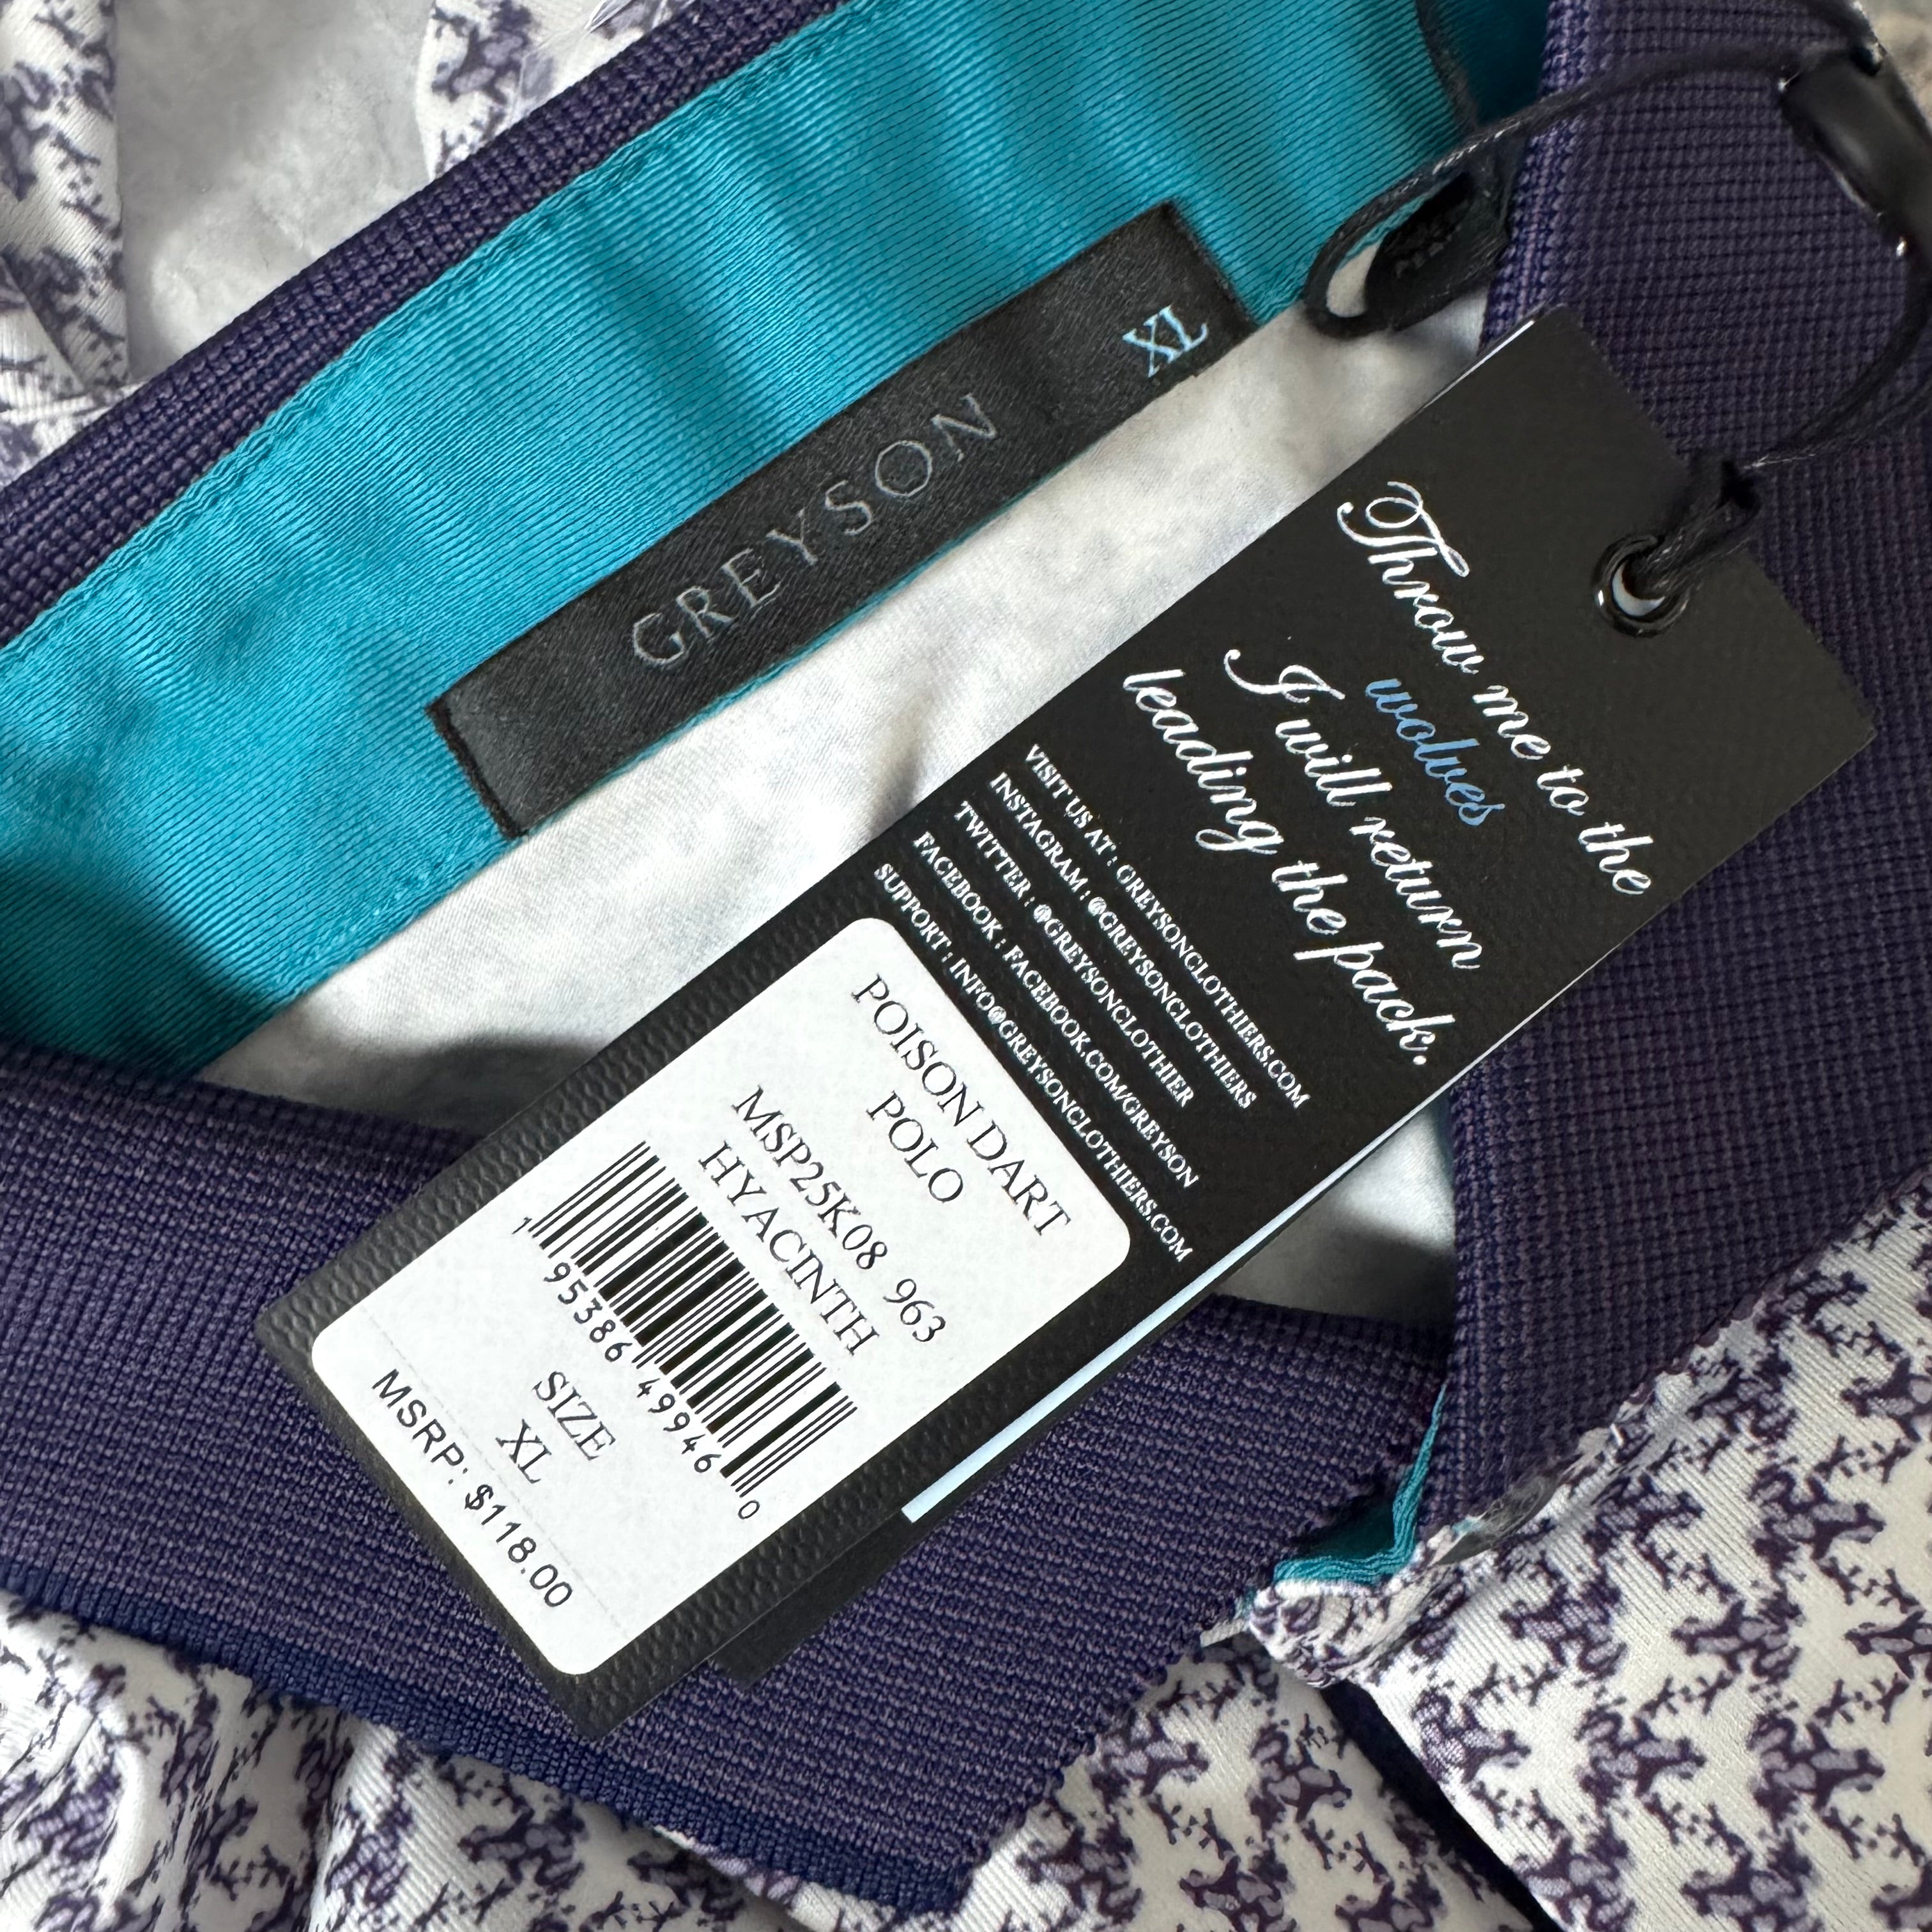 GREYSON
XL
Throw me to the
wolves
I will return
leading the pack.
VISIT US AT : GREYSONCLOTHIERS.COM
INSTAGRAM : @GREYSONCLOTHIERS
TWITTER : @GREYSONCLOTHIER
FACEBOOK : FACEBOOK.COM/GREYSON
SUPPORT : INFO@GREYSONCLOTHIERS.COM
POISON DART
POLO
MSP25K08 963
HYACINTH
1 95386 49946 0
SIZE
XL
MSRP: $118.00